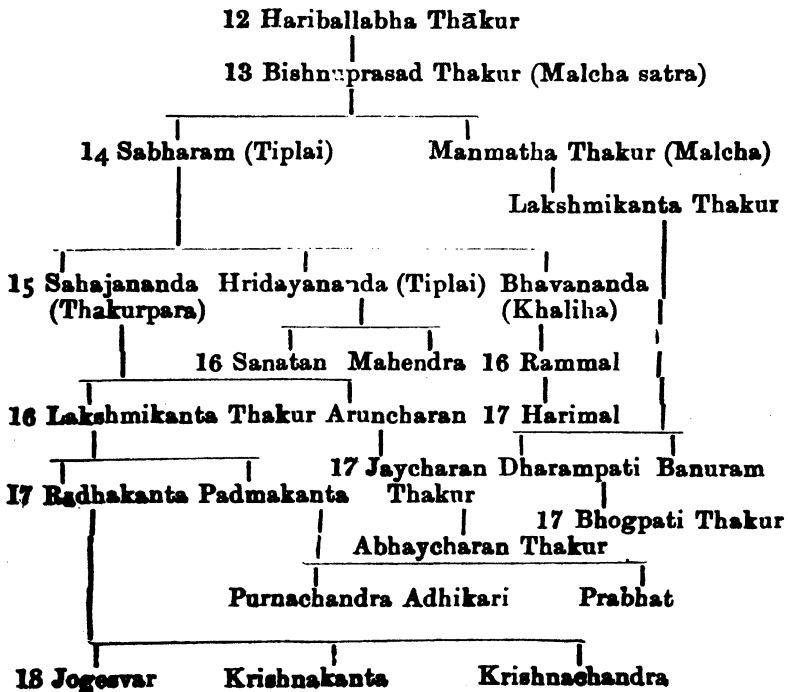 12 Hariballabha Thākur
13 Bishnuprasad Thakur (Malcha satra)
14 Sabharam (Tiplai) Manmatha Thakur (Malcha)
Lakshmikanta Thakur
15 Sahajananda Hridayananda (Tiplai) Bhavananda
(Thakurpara) (Khaliha)
16 Sanatan Mahendra 16 Rammal
16 Lakshmikanta Thakur Aruncharan 17 Harimal
17 Jaycharan Dharampati Banuram
17 Radhakanta Padmakanta Thakur
17 Bhogpati Thakur
Abhaycharan Thakur
Purnachandra Adhikari Prabhat
18 Jogesvar Krishnakanta Krishnachandra